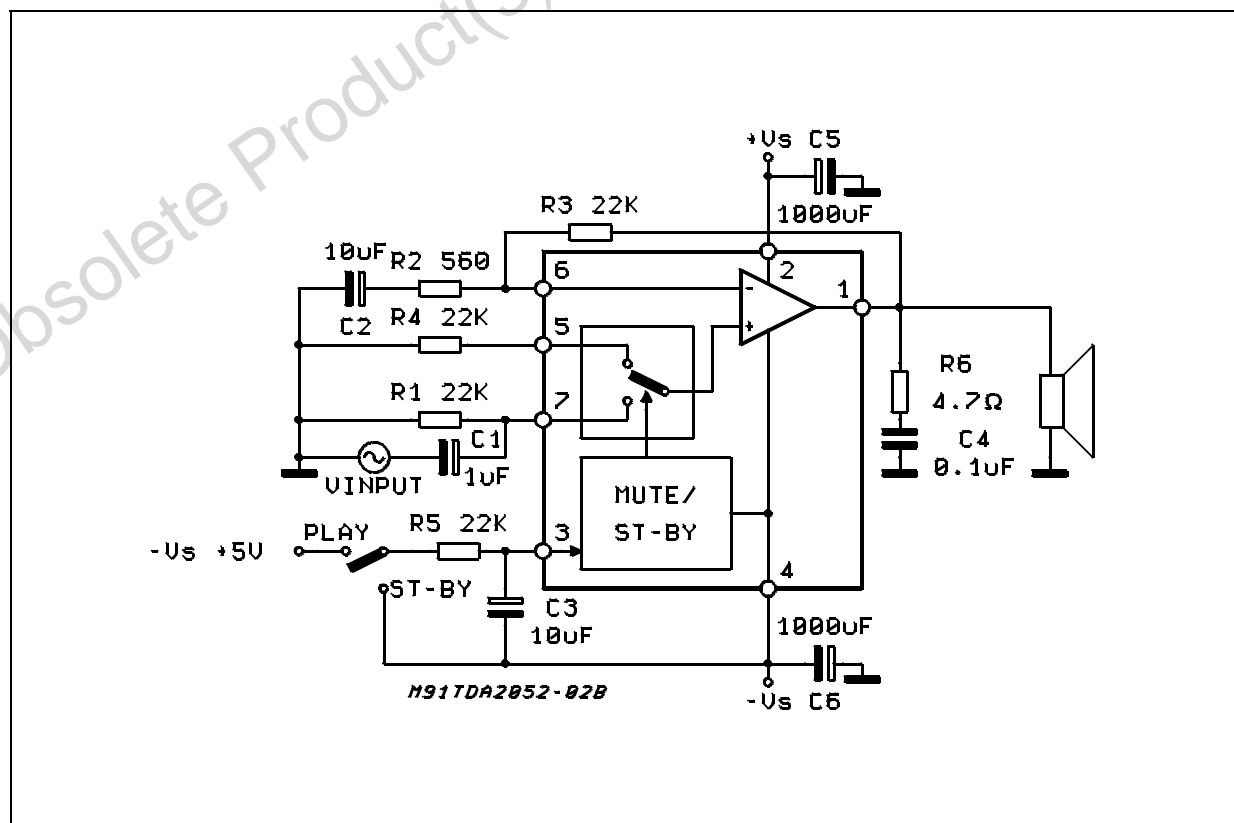 Obsolete Product(s)
+Vs C5
1000uF
R3 22K
10uF
R2 560
C2
6
2
1
R4 22K
5
-
+
R1 22K
7
C1
1uF
VINPUT
R6
4.7Ω
C4
0.1uF
MUTE/
ST-BY
PLAY
R5 22K
3
-Vs +5V
ST-BY
4
C3
10uF
1000uF
-Vs C6
M91TDA2052-02B